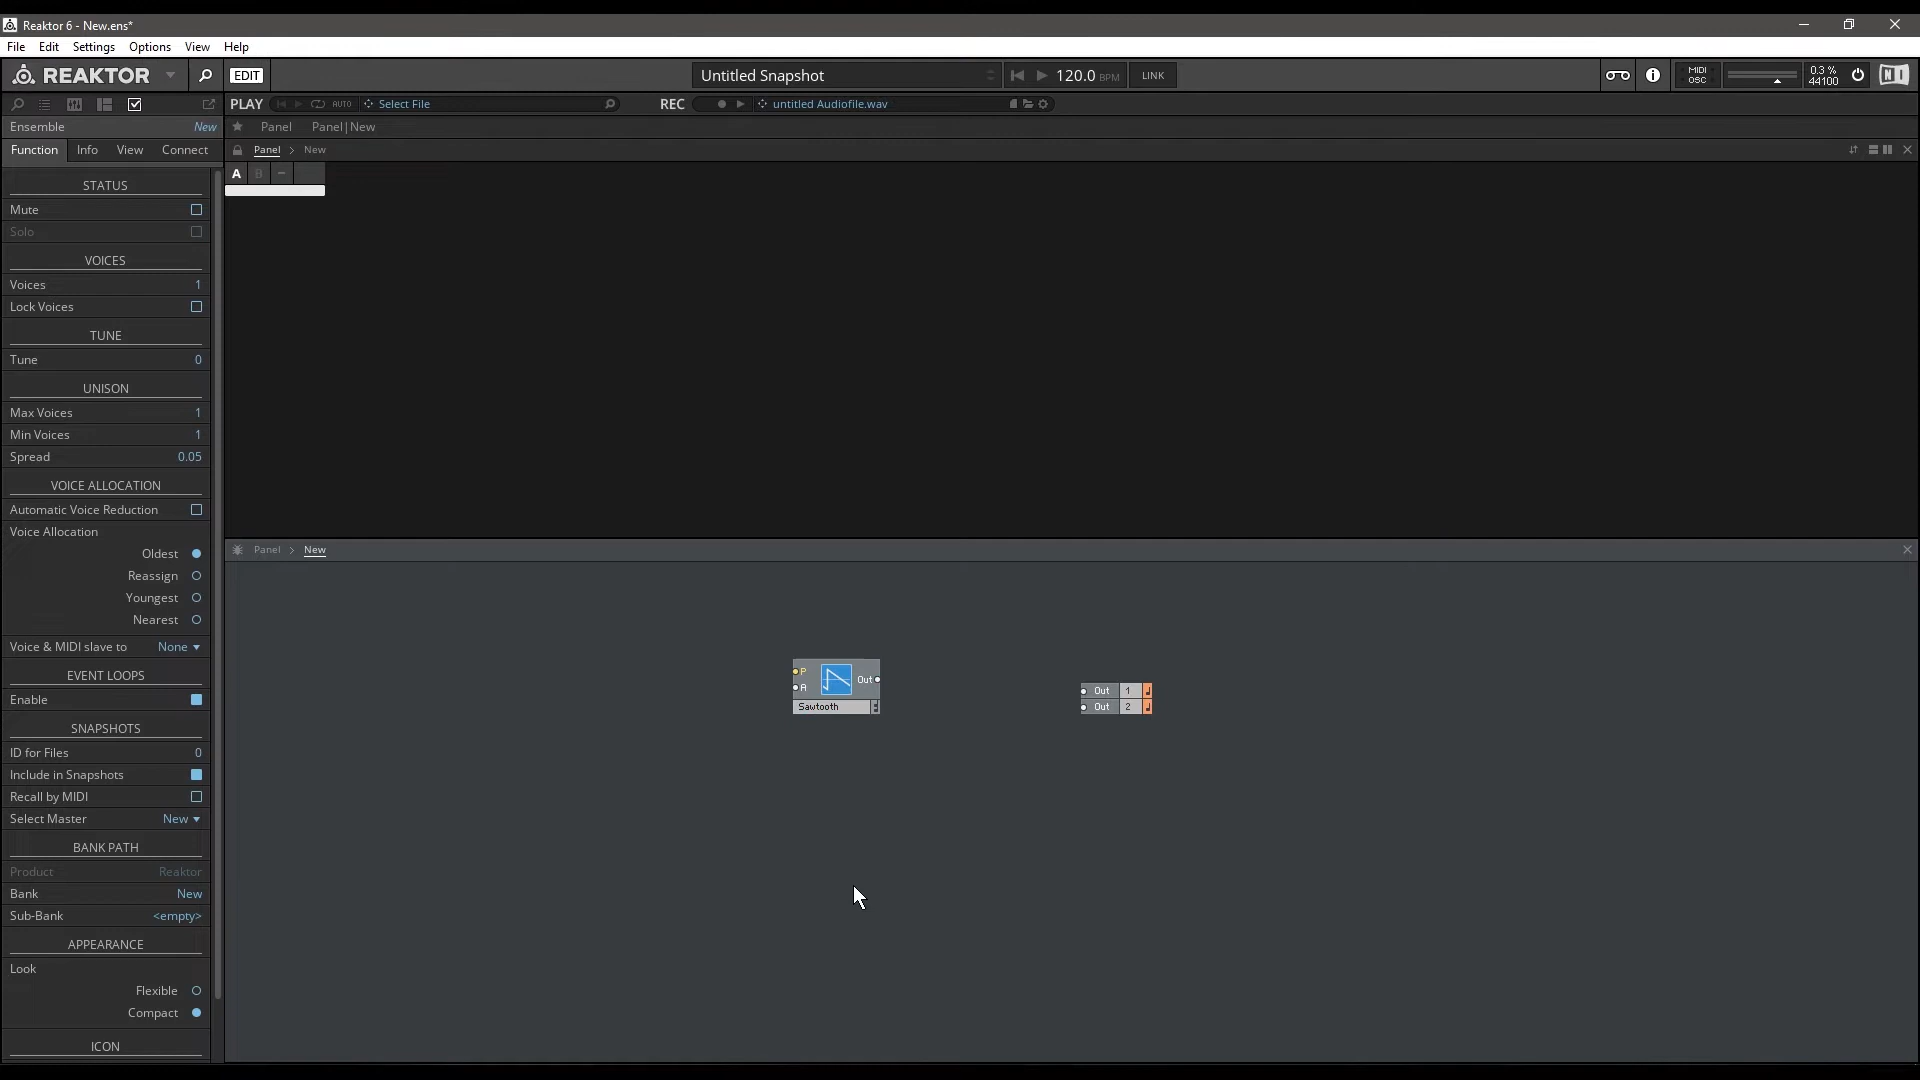 Reaktor 6 - New.ens*
File Edit Settings Options View Help
REAKTOR EDIT Untitled Snapshot 120.0 BPM LINK MIDI OSC 0.3 % 44100 NI
PLAY AUTO Select File REC untitled Audiofile.wav
Ensemble New
Panel Panel|New
Function Info View Connect
Panel > New
A B
STATUS
Mute
Solo
VOICES
Voices 1
Lock Voices
TUNE
Tune 0
UNISON
Max Voices 1
Min Voices 1
Spread 0.05
VOICE ALLOCATION
Automatic Voice Reduction
Voice Allocation
Oldest
Reassign
Youngest
Nearest
Voice & MIDI slave to None
EVENT LOOPS
Enable
SNAPSHOTS
ID for Files 0
Include in Snapshots
Recall by MIDI
Select Master New
BANK PATH
Product Reaktor
Bank New
Sub-Bank <empty>
APPEARANCE
Look
Flexible
Compact
ICON
Panel > New
P
A
Out
Sawtooth
Out 1
Out 2